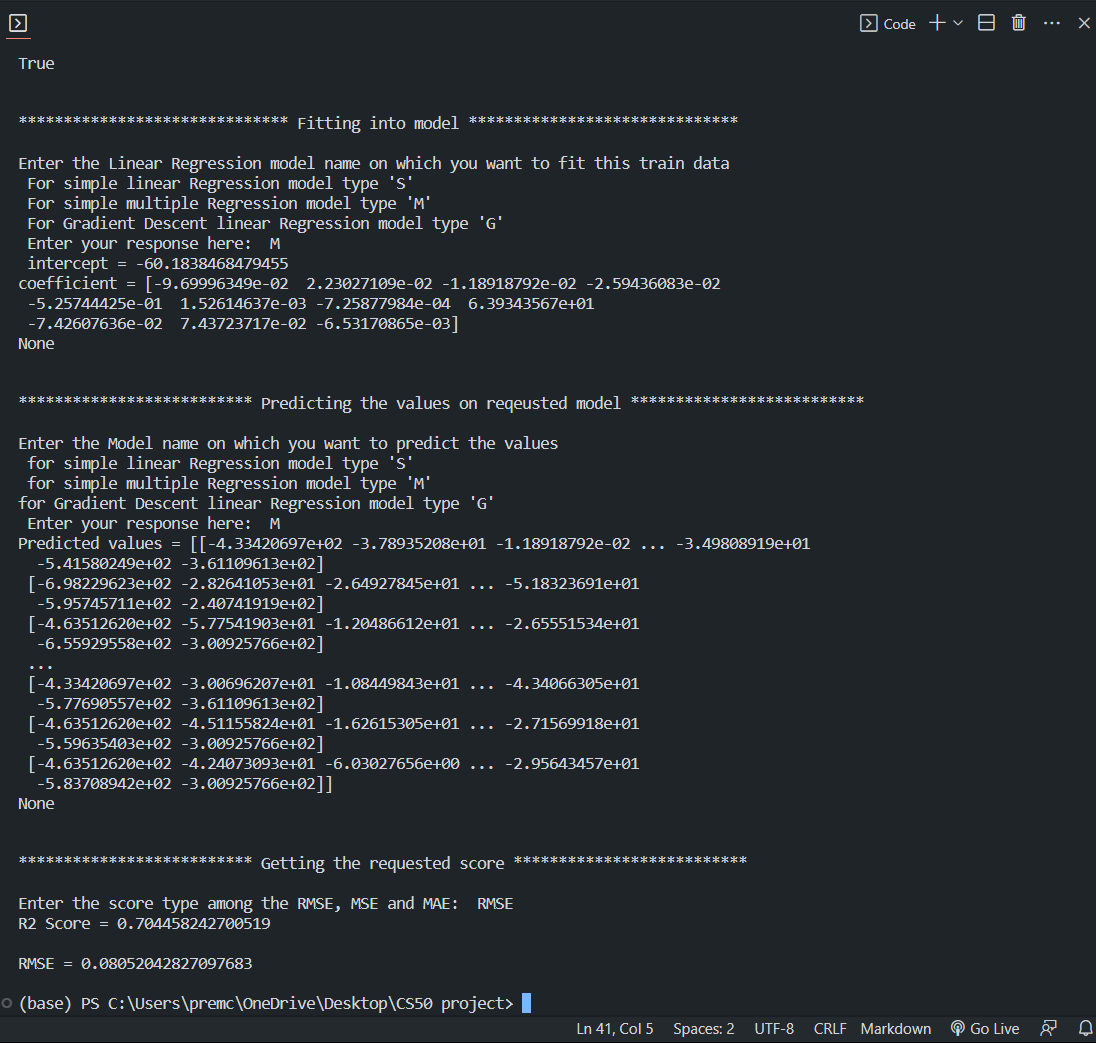 Code
True
****************************** Fitting into model ******************************
Enter the Linear Regression model name on which you want to fit this train data
For simple linear Regression model type 'S'
For simple multiple Regression model type 'M'
For Gradient Descent linear Regression model type 'G'
Enter your response here:  M
intercept = -60.1838468479455
coefficient = [-9.69996349e-02  2.23027109e-02 -1.18918792e-02 -2.59436083e-02
-5.25744425e-01  1.52614637e-03 -7.25877984e-04  6.39343567e+01
-7.42607636e-02  7.43723717e-02 -6.53170865e-03]
None
************************** Predicting the values on reqeusted model **************************
Enter the Model name on which you want to predict the values
for simple linear Regression model type 'S'
for simple multiple Regression model type 'M'
for Gradient Descent linear Regression model type 'G'
Enter your response here:  M
Predicted values = [[-4.33420697e+02 -3.78935208e+01 -1.18918792e-02 ... -3.49808919e+01
-5.41580249e+02 -3.61109613e+02]
[-6.98229623e+02 -2.82641053e+01 -2.64927845e+01 ... -5.18323691e+01
-5.95745711e+02 -2.40741919e+02]
[-4.63512620e+02 -5.77541903e+01 -1.20486612e+01 ... -2.65551534e+01
-6.55929558e+02 -3.00925766e+02]
...
[-4.33420697e+02 -3.00696207e+01 -1.08449843e+01 ... -4.34066305e+01
-5.77690557e+02 -3.61109613e+02]
[-4.63512620e+02 -4.51155824e+01 -1.62615305e+01 ... -2.71569918e+01
-5.59635403e+02 -3.00925766e+02]
[-4.63512620e+02 -4.24073093e+01 -6.03027656e+00 ... -2.95643457e+01
-5.83708942e+02 -3.00925766e+02]]
None
************************** Getting the requested score **************************
Enter the score type among the RMSE, MSE and MAE:  RMSE
R2 Score = 0.704458242700519
RMSE = 0.08052042827097683
(base) PS C:\Users\premc\OneDrive\Desktop\CS50 project>
Ln 41, Col 5 Spaces: 2 UTF-8 CRLF Markdown Go Live